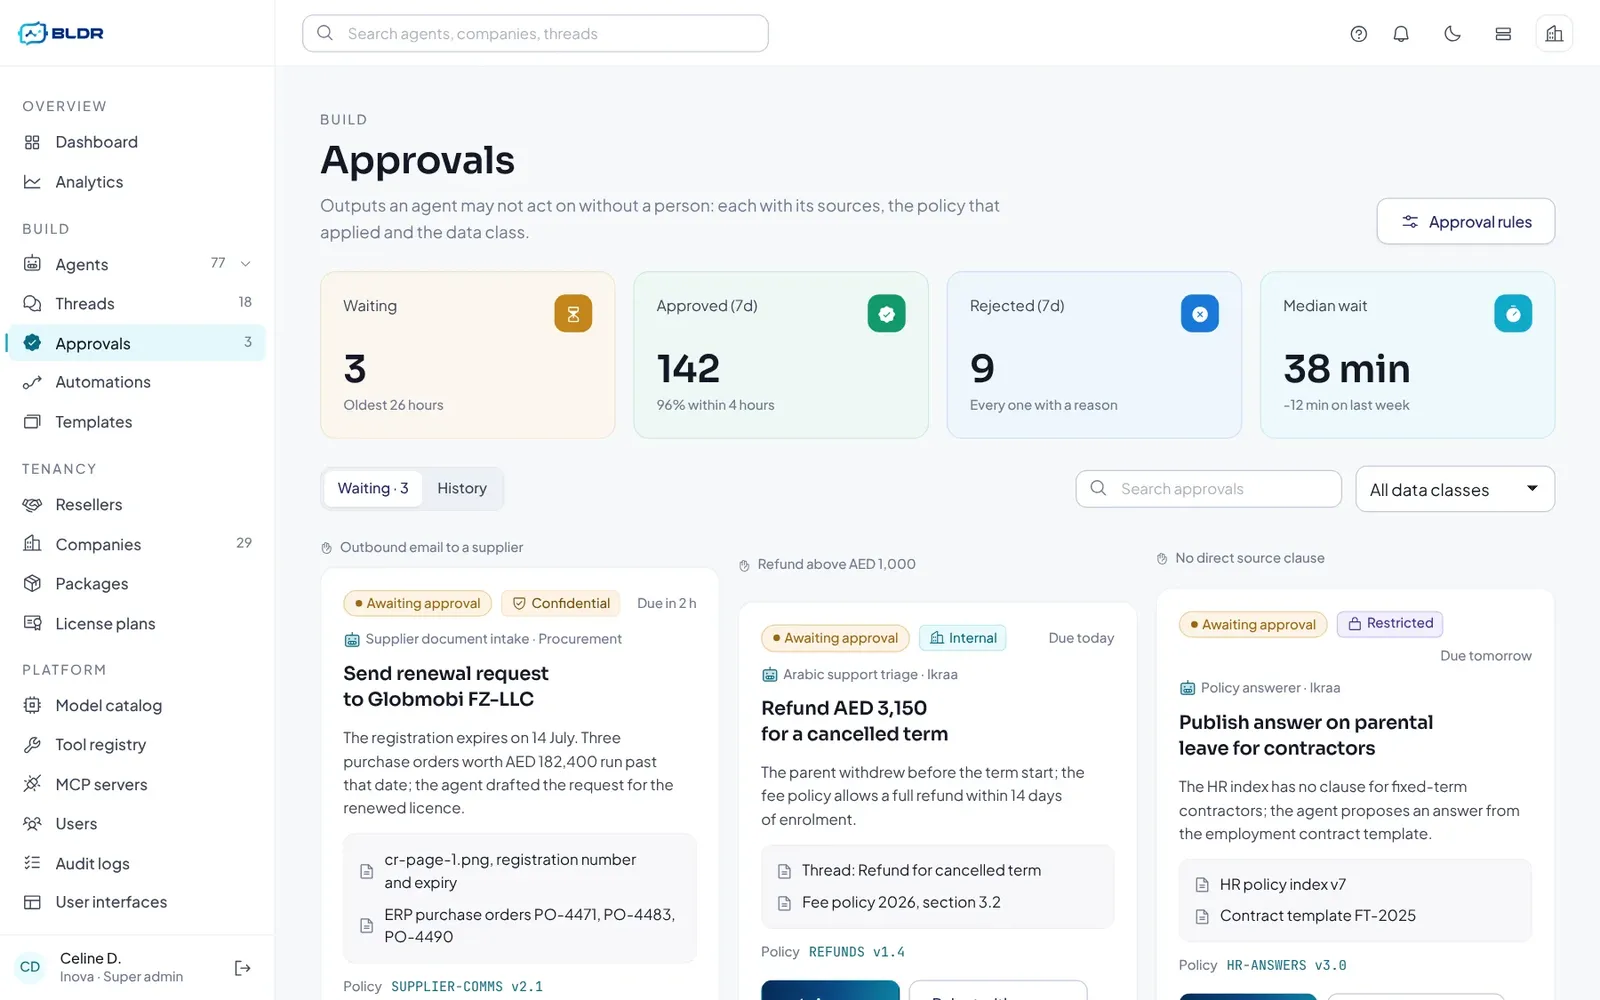 BLDR
Search agents, companies, threads
OVERVIEW
Dashboard
Analytics
BUILD
Agents 77
Threads 18
Approvals 3
Automations
Templates
TENANCY
Resellers
Companies 29
Packages
License plans
PLATFORM
Model catalog
Tool registry
MCP servers
Users
Audit logs
User interfaces
CD
Celine D.
Inova · Super admin
BUILD
Approvals
Outputs an agent may not act on without a person: each with its sources, the policy that
applied and the data class.
Approval rules
Waiting
3
Oldest 26 hours
Approved (7d)
142
96% within 4 hours
Rejected (7d)
9
Every one with a reason
Median wait
38 min
-12 min on last week
Waiting · 3
History
Search approvals
All data classes
Outbound email to a supplier
Awaiting approval
Confidential
Due in 2 h
Supplier document intake · Procurement
Send renewal request
to Globmobi FZ-LLC
The registration expires on 14 July. Three
purchase orders worth AED 182,400 run past
that date; the agent drafted the request for the
renewed licence.
cr-page-1.png, registration number
and expiry
ERP purchase orders PO-4471, PO-4483,
PO-4490
Policy SUPPLIER-COMMS v2.1
Refund above AED 1,000
Awaiting approval
Internal
Due today
Arabic support triage · Ikraa
Refund AED 3,150
for a cancelled term
The parent withdrew before the term start; the
fee policy allows a full refund within 14 days
of enrolment.
Thread: Refund for cancelled term
Fee policy 2026, section 3.2
Policy REFUNDS v1.4
No direct source clause
Awaiting approval
Restricted
Due tomorrow
Policy answerer · Ikraa
Publish answer on parental
leave for contractors
The HR index has no clause for fixed-term
contractors; the agent proposes an answer from
the employment contract template.
HR policy index v7
Contract template FT-2025
Policy HR-ANSWERS v3.0